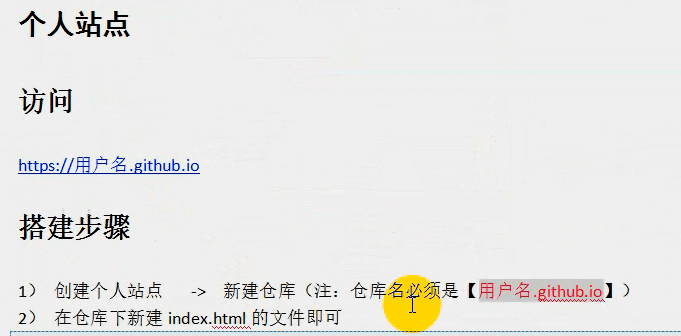 个人站点
访问
https://用户名.github.io
搭建步骤
1） 创建个人站点 -> 新建仓库（注：仓库名必须是【用户名.github.io】）
2） 在仓库下新建 index.html 的文件即可